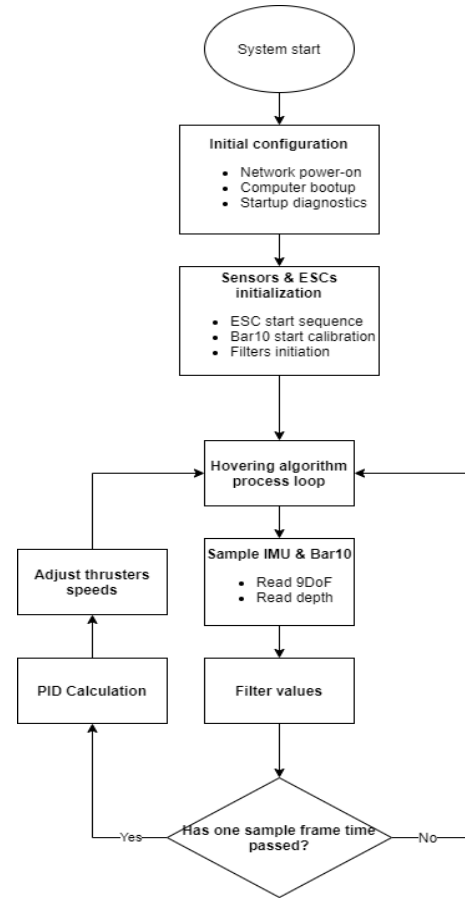 System start
Initial configuration
• Network power-on
• Computer bootup
• Startup diagnostics
Sensors & ESCs
initialization
• ESC start sequence
• Bar10 start calibration
• Filters initiation
Hovering algorithm
process loop
Sample IMU & Bar10
• Read 9DoF
• Read depth
Adjust thrusters
speeds
PID Calculation
Filter values
Has one sample frame time
passed?
Yes
No